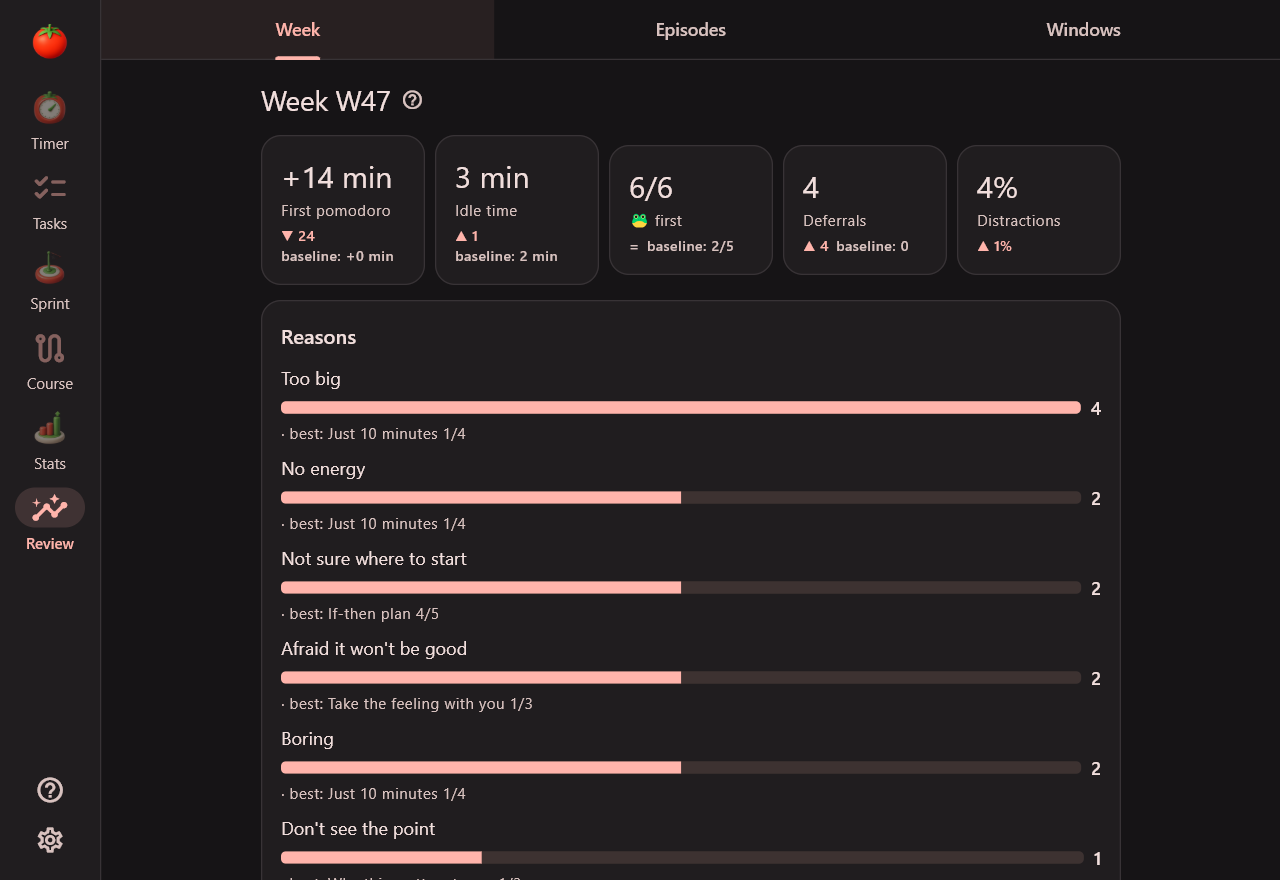 Week
Episodes
Windows
Timer
Tasks
Sprint
Course
Stats
Review
Week W47
+14 min
First pomodoro
▼ 24
baseline: +0 min
3 min
Idle time
▲ 1
baseline: 2 min
6/6
🐸 first
= baseline: 2/5
4
Deferrals
▲ 4 baseline: 0
4%
Distractions
▲ 1%
Reasons
Too big
4
· best: Just 10 minutes 1/4
No energy
2
· best: Just 10 minutes 1/4
Not sure where to start
2
· best: If-then plan 4/5
Afraid it won't be good
2
· best: Take the feeling with you 1/3
Boring
2
· best: Just 10 minutes 1/4
Don't see the point
1